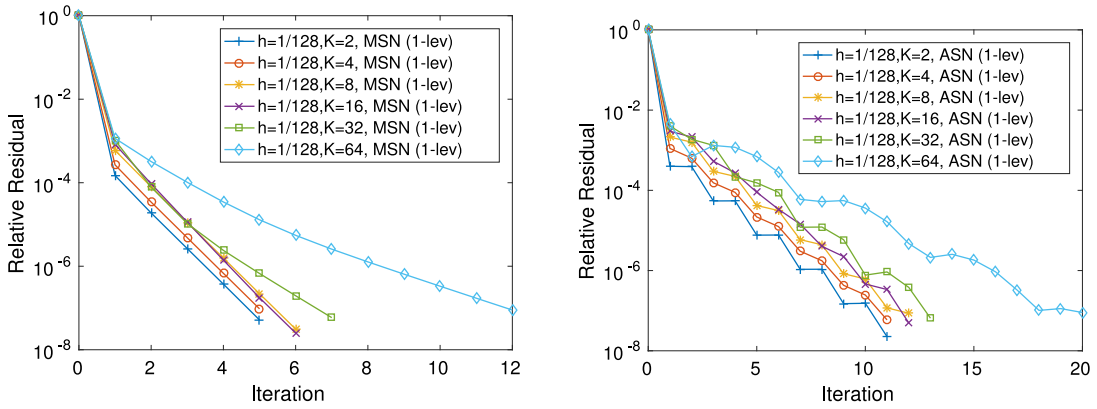 10^0
10^-2
10^-4
10^-6
10^-8
Relative Residual
h=1/128,K=2, MSN (1-lev)
h=1/128,K=4, MSN (1-lev)
h=1/128,K=8, MSN (1-lev)
h=1/128,K=16, MSN (1-lev)
h=1/128,K=32, MSN (1-lev)
h=1/128,K=64, MSN (1-lev)
0 2 4 6 8 10 12
Iteration
10^0
10^-2
10^-4
10^-6
10^-8
Relative Residual
h=1/128,K=2, ASN (1-lev)
h=1/128,K=4, ASN (1-lev)
h=1/128,K=8, ASN (1-lev)
h=1/128,K=16, ASN (1-lev)
h=1/128,K=32, ASN (1-lev)
h=1/128,K=64, ASN (1-lev)
0 5 10 15 20
Iteration